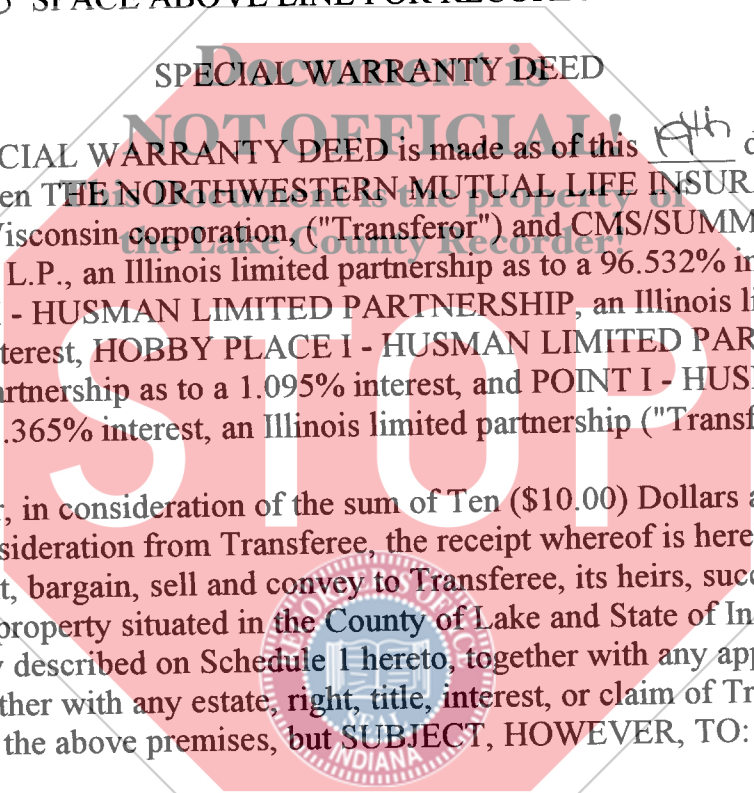 SPACE ABOVE LINE FOR RECORD
SPECIAL WARRANTY DEED
Document is
NOT OFFICIAL!
This Document is the property of
the Lake County Recorder!
CIAL WARRANTY DEED is made as of this d
en THE NORTHWESTERN MUTUAL LIFE INSURA
Visconsin corporation, ("Transferor") and CMS/SUMM
L.P., an Illinois limited partnership as to a 96.532% in
- HUSMAN LIMITED PARTNERSHIP, an Illinois li
terest, HOBBY PLACE I - HUSMAN LIMITED PAR
artnership as to a 1.095% interest, and POINT I - HUS
.365% interest, an Illinois limited partnership ("Transf
STOP
, in consideration of the sum of Ten ($10.00) Dollars a
sideration from Transferee, the receipt whereof is here
t, bargain, sell and convey to Transferee, its heirs, succ
property situated in the County of Lake and State of In
y described on Schedule 1 hereto, together with any app
ther with any estate, right, title, interest, or claim of Tr
the above premises, but SUBJECT, HOWEVER, TO:
SEAL
INDIANA